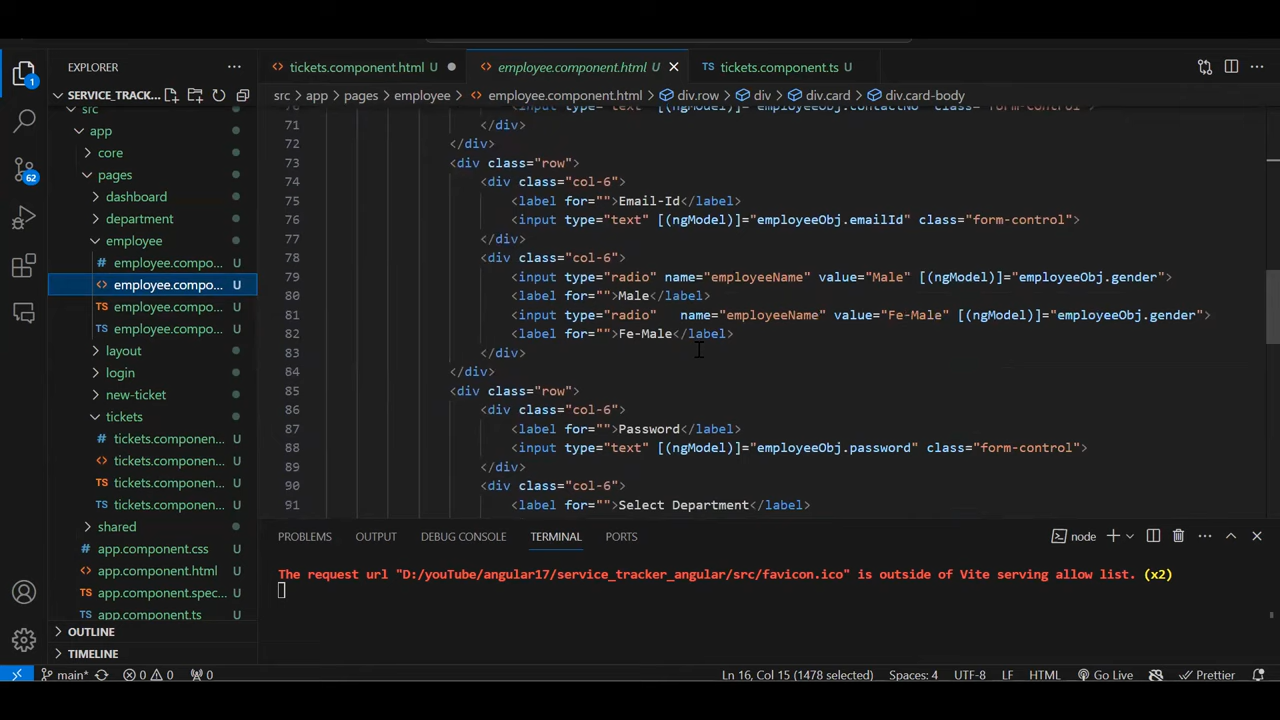 EXPLORER
tickets.component.html
employee.component.html U
TS tickets.component.ts U
SERVICE_TRACK...
src > app > pages > employee > employee.component.html > div.row > div > div.card > div.card-body
src
app
core
pages
dashboard
department
employee
employee.compo... U
employee.compo... U
TS employee.compo... U
TS employee.compo... U
layout
login
new-ticket
tickets
tickets.componen... U
tickets.componen... U
TS tickets.componen... U
TS tickets.componen... U
shared
app.component.css U
app.component.html U
app.component.spec... U
app.component.ts U
OUTLINE
TIMELINE
1
62
71 </div>
72 </div>
73 <div class="row">
74 <div class="col-6">
75 <label for="">Email-Id</label>
76 <input type="text" [(ngModel)]="employeeObj.emailId" class="form-control">
77 </div>
78 <div class="col-6">
79 <input type="radio" name="employeeName" value="Male" [(ngModel)]="employeeObj.gender">
80 <label for="">Male</label>
81 <input type="radio"   name="employeeName" value="Fe-Male" [(ngModel)]="employeeObj.gender">
82 <label for="">Fe-Male</label>
83 </div>
84 </div>
85 <div class="row">
86 <div class="col-6">
87 <label for="">Password</label>
88 <input type="text" [(ngModel)]="employeeObj.password" class="form-control">
89 </div>
90 <div class="col-6">
91 <label for="">Select Department</label>
PROBLEMS OUTPUT DEBUG CONSOLE TERMINAL PORTS
node
The request url "D:/youTube/angular17/service_tracker_angular/src/favicon.ico" is outside of Vite serving allow list. (x2)
main* 0 0 0
Ln 16, Col 15 (1478 selected) Spaces: 4 UTF-8 LF HTML Go Live Prettier